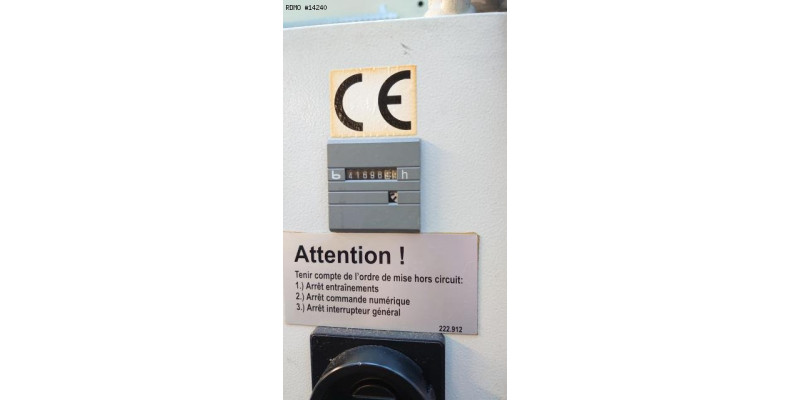 RDMO #14240
CE
h
Attention !
Tenir compte de l'ordre de mise hors circuit:
1.) Arrêt entraînements
2.) Arrêt commande numérique
3.) Arrêt interrupteur général
222.912